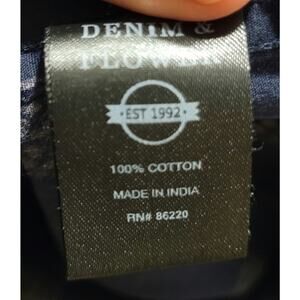 DENIM &
FLOWER
• EST 1992 •
100% COTTON
MADE IN INDIA
RN# 86220